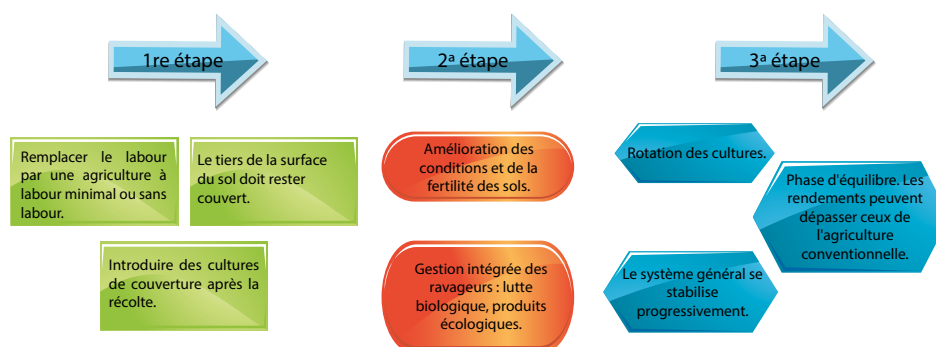 1re étape
2ª étape
3ª étape
Remplacer le labour
par une agriculture à
labour minimal ou sans
labour.
Le tiers de la surface
du sol doit rester
couvert.
Introduire des cultures
de couverture après la
récolte.
Amélioration des
conditions et de la
fertilité des sols.
Gestion intégrée des
ravageurs : lutte
biologique, produits
écologiques.
Rotation des cultures.
Phase d'équilibre. Les
rendements peuvent
dépasser ceux de
l'agriculture
conventionnelle.
Le système général se
stabilise
progressivement.